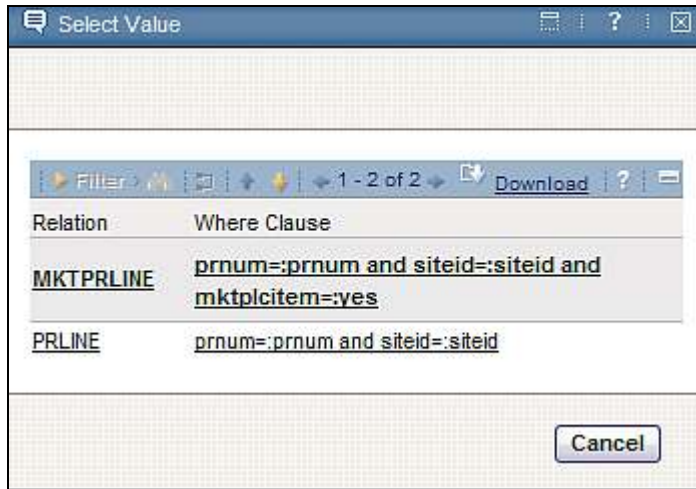 Select Value ?
Filter 1 - 2 of 2 Download ?
Relation Where Clause
MKTPRLINE prnum=:prnum and siteid=:siteid and
mktplcitem=:yes
PRLINE prnum=:prnum and siteid=:siteid
Cancel